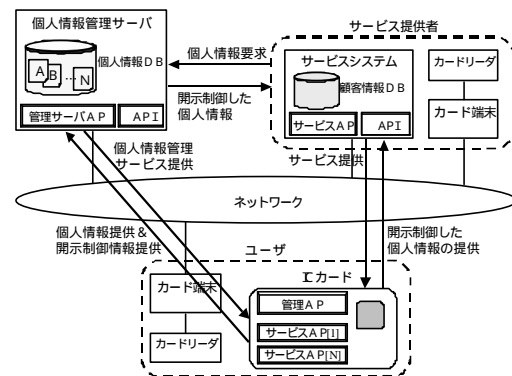 個人情報管理サーバ
個人情報DB
A
B
…
N
管理サーバAP
API
個人情報要求
開示制御した
個人情報
サービス提供者
サービスシステム
顧客情報DB
サービスAP
API
カードリーダ
カード端末
個人情報管理
サービス提供
サービス提供
ネットワーク
個人情報提供&
開示制御情報提供
開示制御した
個人情報の提供
ユーザ
カード端末
カードリーダ
ICカード
管理AP
サービスAP[1]
サービスAP[N]